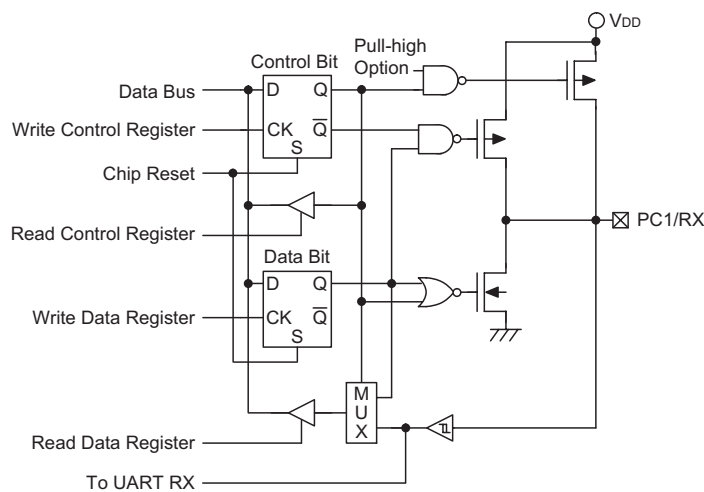 VDD
Pull-high
Option
Control Bit
Data Bus
D Q
Write Control Register
CK Q
S
Chip Reset
Read Control Register
PC1/RX
Data Bit
D Q
Write Data Register
CK Q
S
M
U
X
Read Data Register
To UART RX